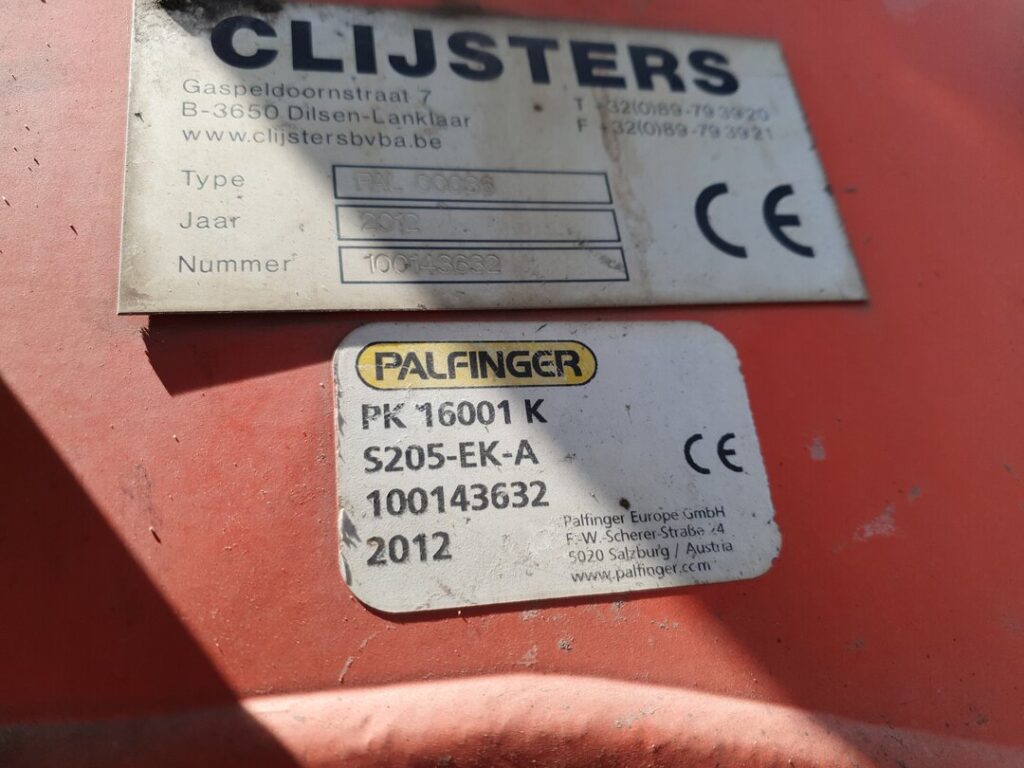 CLIJSTERS
Gaspeldoornstraat 7
B-3650 Dilsen-Lanklaar
www.clijstersbvba.be
T +32(0)89-79 39 20
F +32(0)89-79 39 21
Type PAL 00036
Jaar 2012
Nummer 100143632
CE
PALFINGER
PK 16001 K
S205-EK-A
100143632
2012
CE
Palfinger Europe GmbH
F.-W.-Scherer-Straße 24
5020 Salzburg / Austria
www.palfinger.com